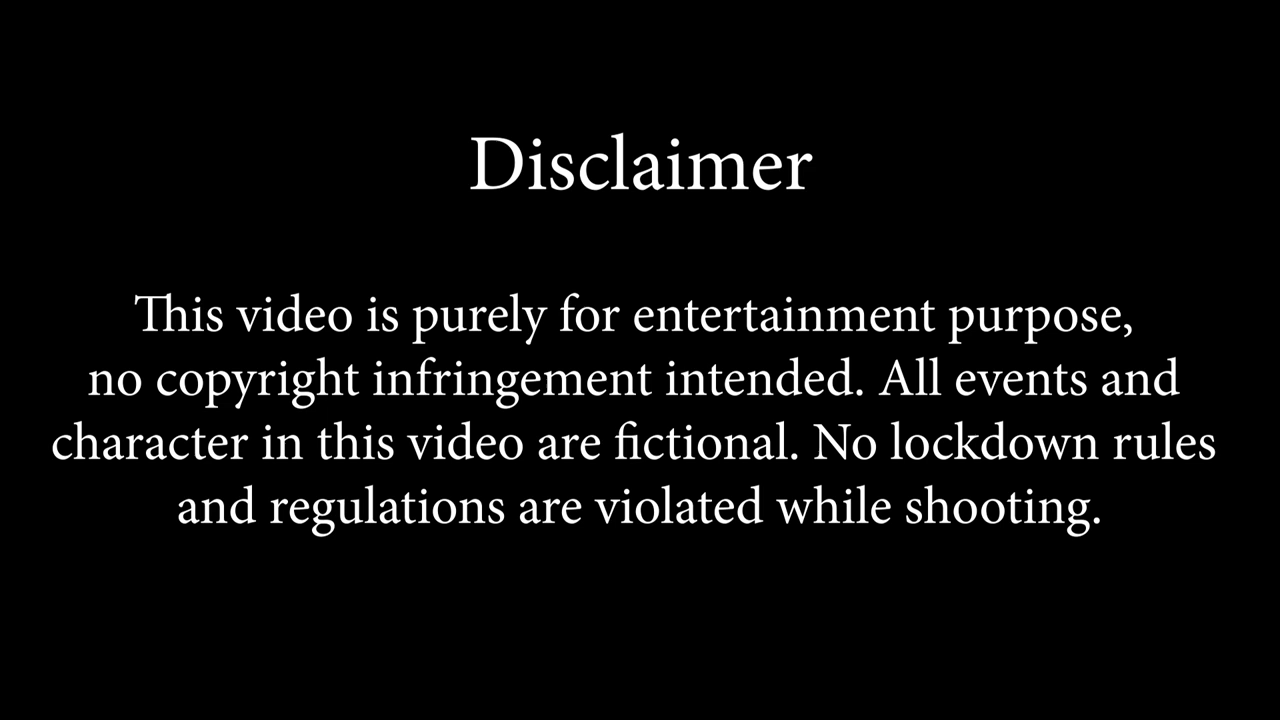 Disclaimer
This video is purely for entertainment purpose,
no copyright infringement intended. All events and
character in this video are fictional. No lockdown rules
and regulations are violated while shooting.